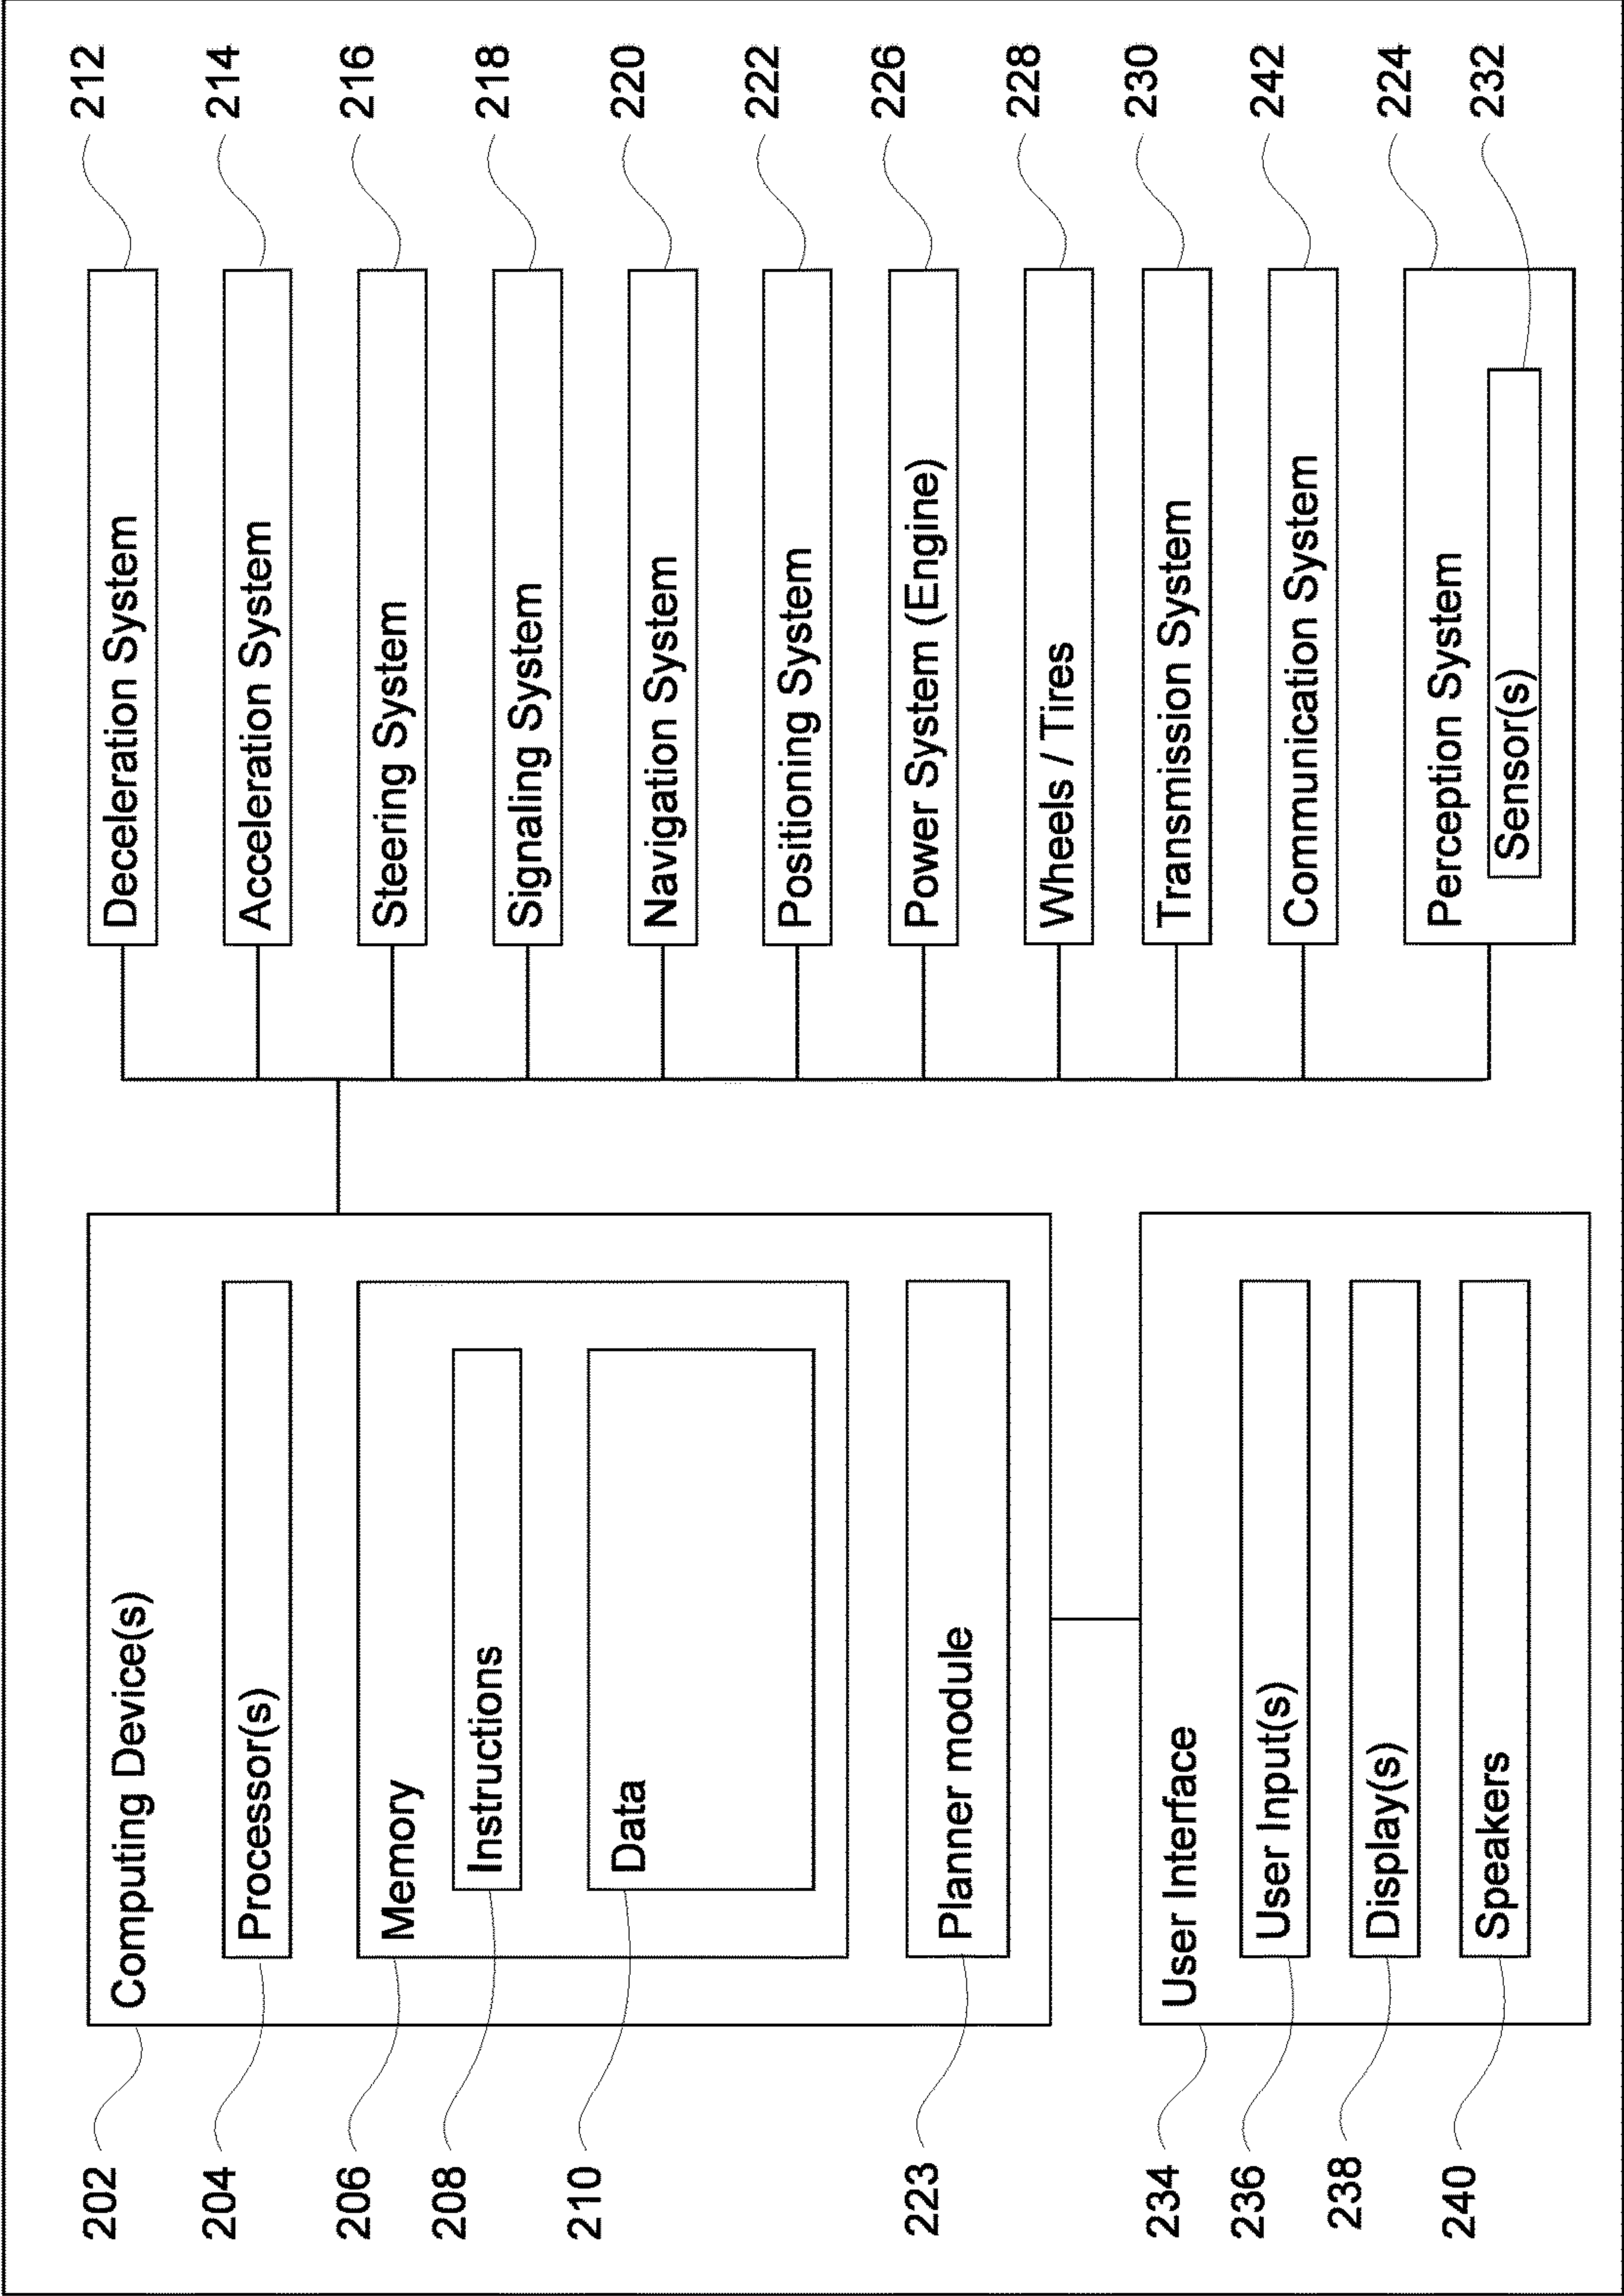 202
Computing Device(s)
204
Processor(s)
206
Memory
208
Instructions
210
Data
223
Planner module
234
User Interface
236
User Input(s)
238
Display(s)
240
Speakers
Deceleration System
212
Acceleration System
214
Steering System
216
Signaling System
218
Navigation System
220
Positioning System
222
Power System (Engine)
226
Wheels / Tires
228
Transmission System
230
Communication System
242
Perception System
224
Sensor(s)
232